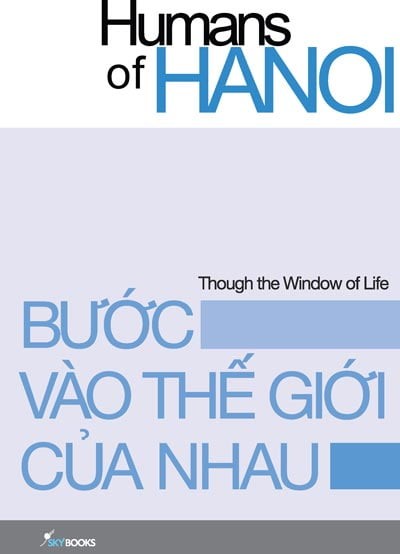 Humans
of HANOI
Though the Window of Life
BƯỚC
VÀO THẾ GIỚI
CỦA NHAU
SKYBOOKS